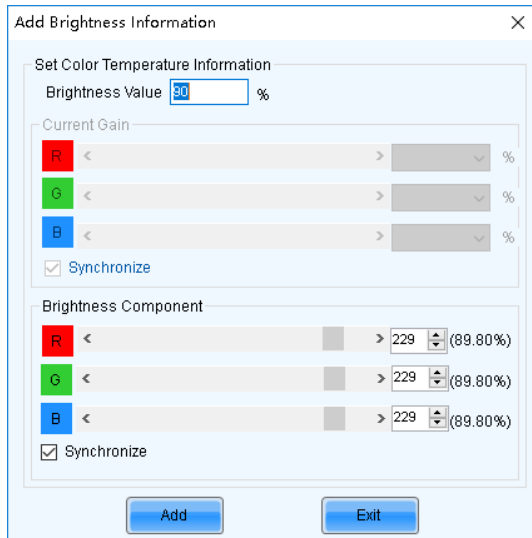 Add Brightness Information
Set Color Temperature Information
Brightness Value 90 %
Current Gain
R %
G %
B %
Synchronize
Brightness Component
R 229 (89.80%)
G 229 (89.80%)
B 229 (89.80%)
Synchronize
Add Exit